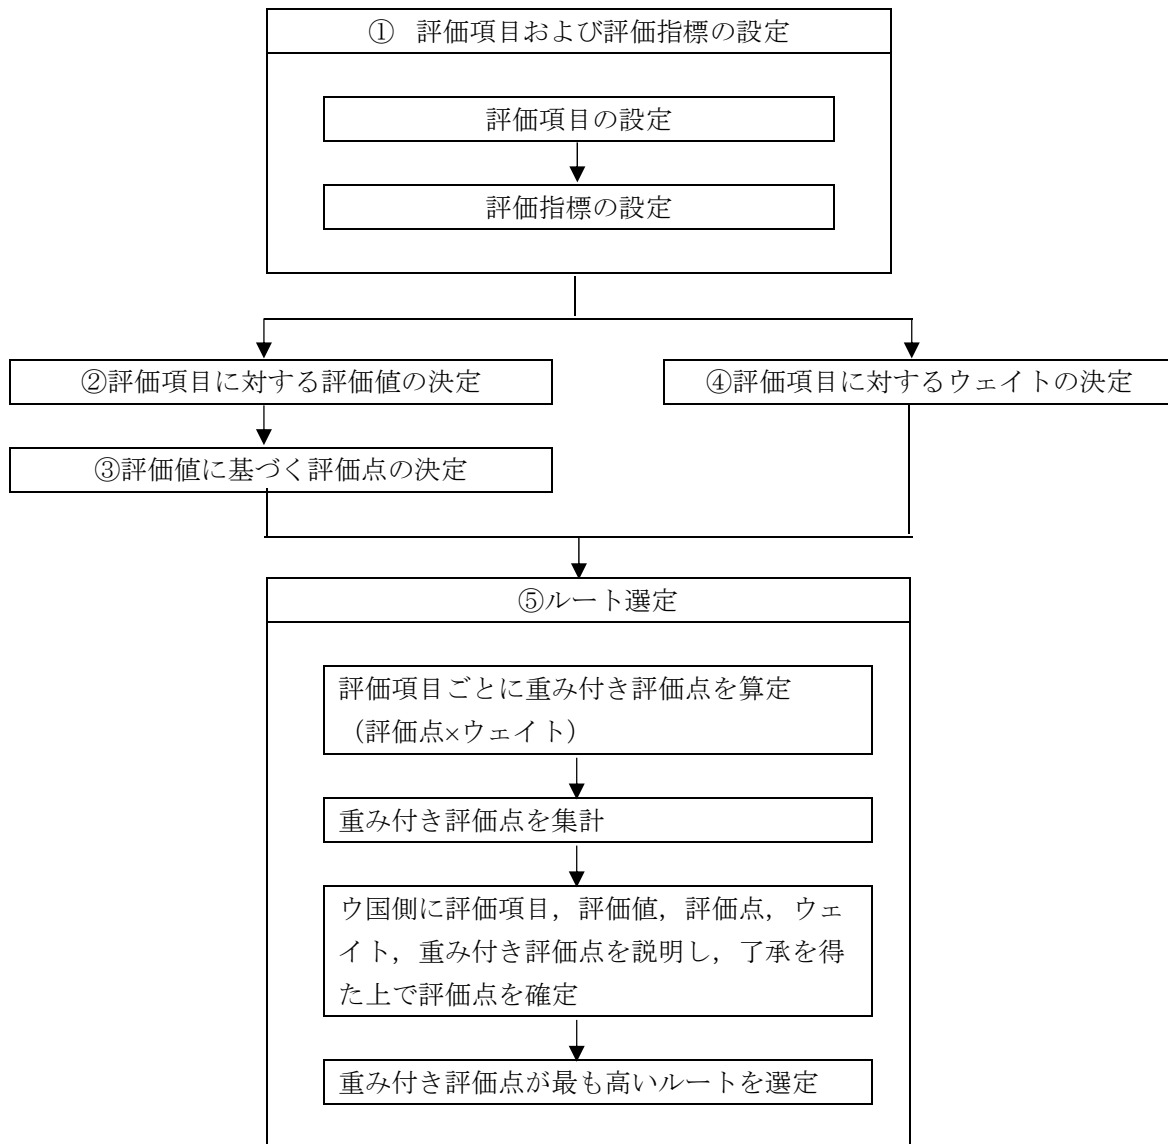 ① 評価項目および評価指標の設定
評価項目の設定
評価指標の設定
②評価項目に対する評価値の決定
④評価項目に対するウェイトの決定
③評価値に基づく評価点の決定
⑤ルート選定
評価項目ごとに重み付き評価点を算定
（評価点×ウェイト）
重み付き評価点を集計
ウ国側に評価項目，評価値，評価点，ウェ
イト，重み付き評価点を説明し，了承を得
た上で評価点を確定
重み付き評価点が最も高いルートを選定